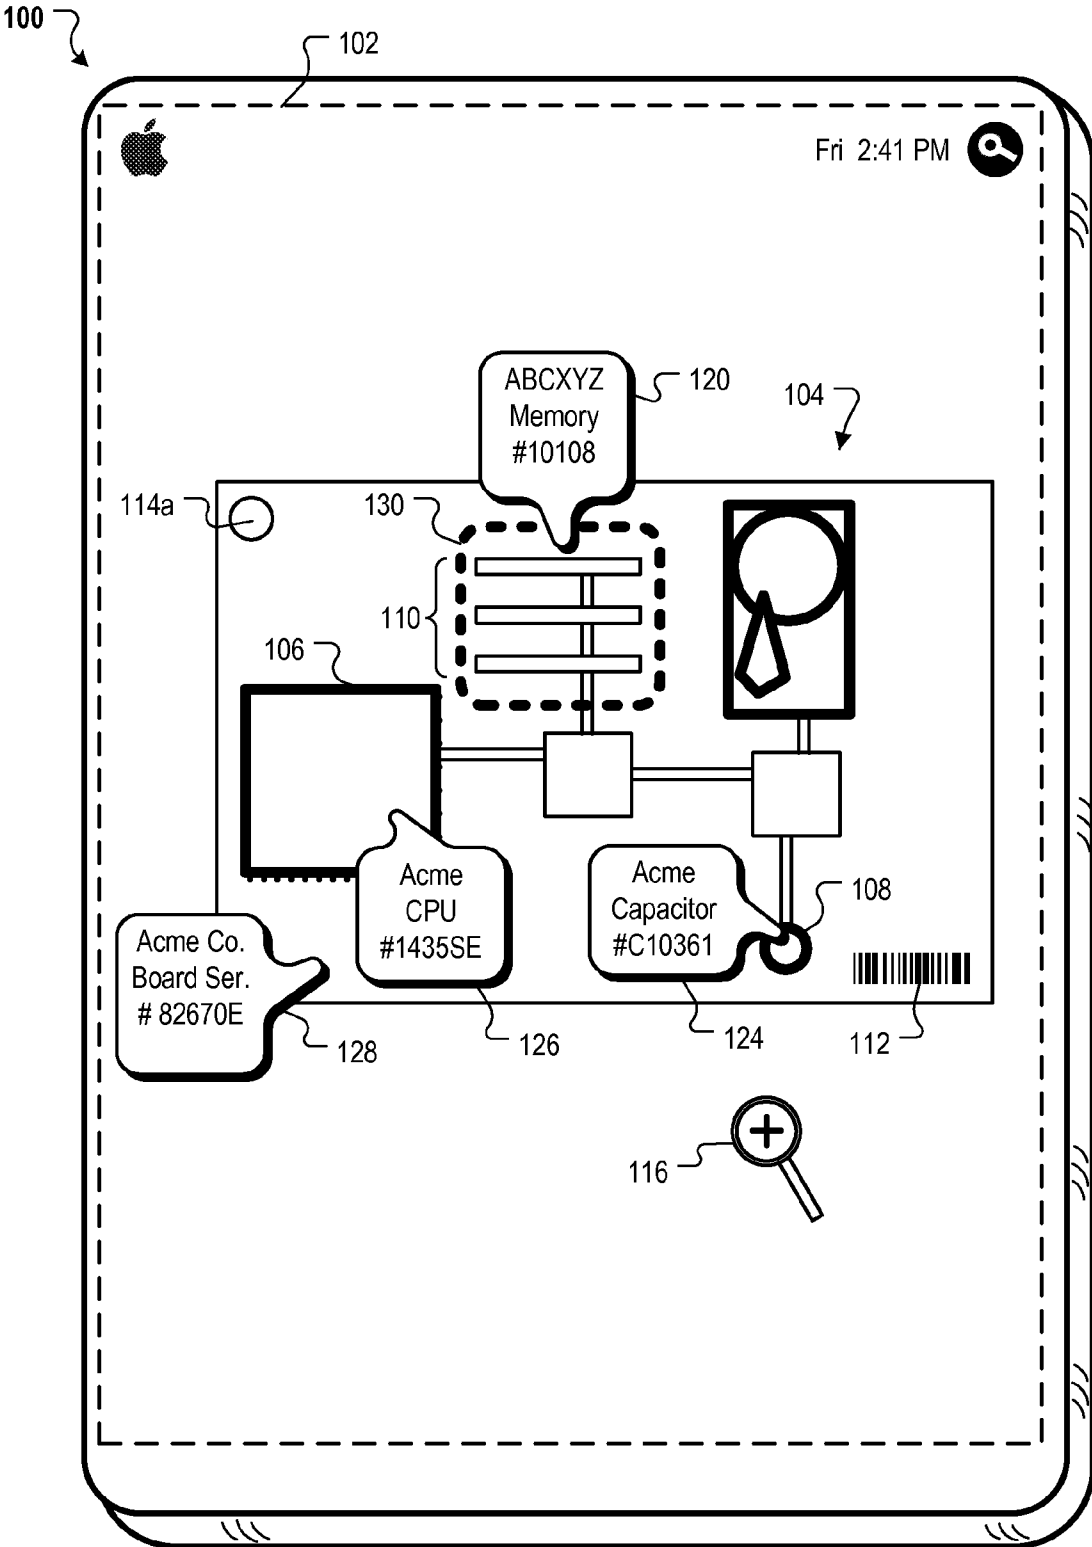 100
102
Fri 2:41 PM
ABCXYZ
Memory
#10108
120
104
114a
130
110
106
Acme
CPU
#1435SE
Acme
Capacitor
#C10361
108
Acme Co.
Board Ser.
# 82670E
128
126
124
112
116